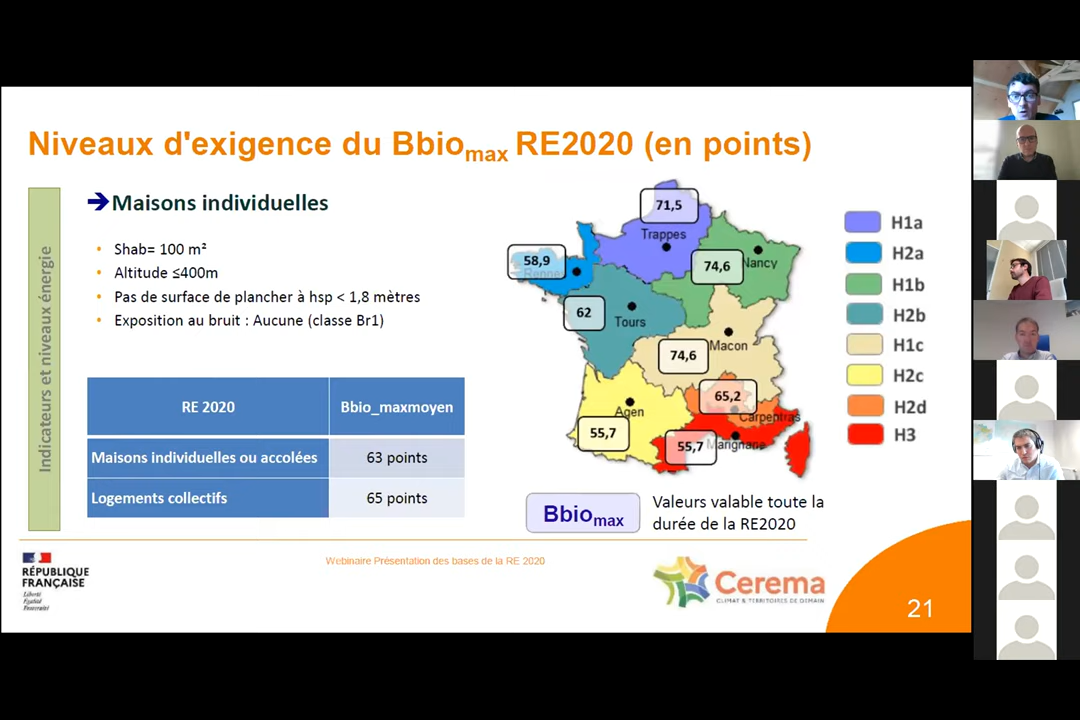 Niveaux d'exigence du Bbiomax RE2020 (en points)
Indicateurs et niveaux énergie
➔Maisons individuelles
• Shab= 100 m²
• Altitude ≤400m
• Pas de surface de plancher à hsp < 1,8 mètres
• Exposition au bruit : Aucune (classe Br1)
RE 2020 Bbio_maxmoyen
Maisons individuelles ou accolées 63 points
Logements collectifs 65 points
71,5
Trappes
58,9
Rennes
74,6
Nancy
62
Tours
Macon
74,6
65,2
Carpentras
Agen
55,7
55,7
Marignane
H1a
H2a
H1b
H2b
H1c
H2c
H2d
H3
Bbiomax
Valeurs valable toute la
durée de la RE2020
RÉPUBLIQUE
FRANÇAISE
Liberté
Égalité
Fraternité
Webinaire Présentation des bases de la RE 2020
Cerema
CLIMAT & TERRITOIRES DE DEMAIN
21